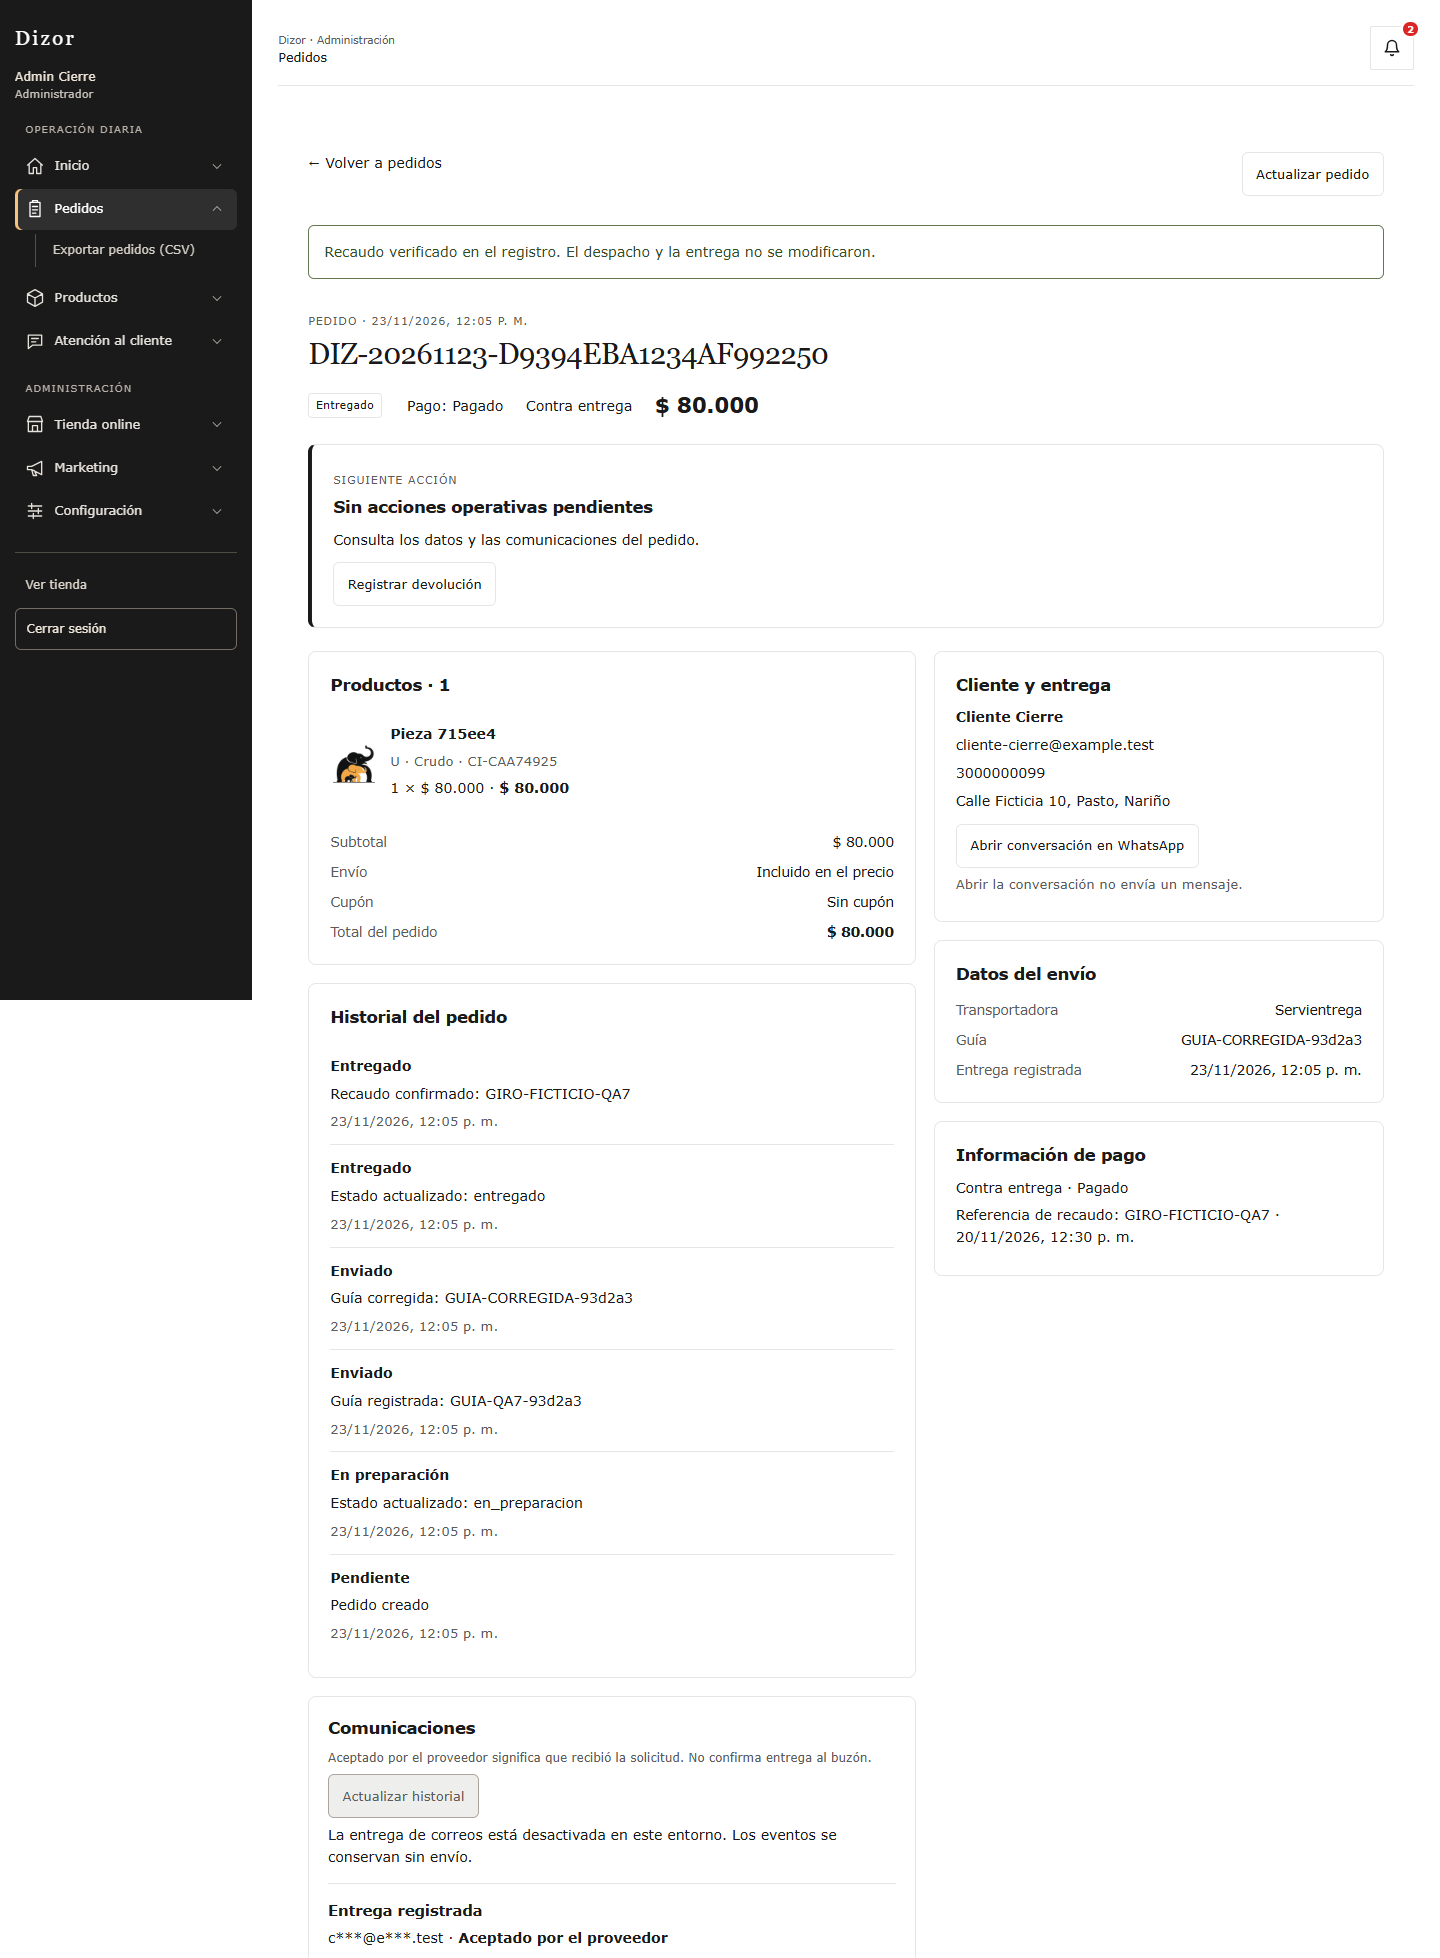 Dizor
Admin Cierre
Administrador
OPERACIÓN DIARIA
Inicio
Pedidos
Exportar pedidos (CSV)
Productos
Atención al cliente
ADMINISTRACIÓN
Tienda online
Marketing
Configuración
Ver tienda
Cerrar sesión
Dizor · Administración
Pedidos
2
← Volver a pedidos
Actualizar pedido
Recaudo verificado en el registro. El despacho y la entrega no se modificaron.
PEDIDO · 23/11/2026, 12:05 P. M.
DIZ-20261123-D9394EBA1234AF992250
Entregado Pago: Pagado Contra entrega $ 80.000
SIGUIENTE ACCIÓN
Sin acciones operativas pendientes
Consulta los datos y las comunicaciones del pedido.
Registrar devolución
Productos · 1
Pieza 715ee4
U · Crudo · CI-CAA74925
1 × $ 80.000 · $ 80.000
Subtotal $ 80.000
Envío Incluido en el precio
Cupón Sin cupón
Total del pedido $ 80.000
Historial del pedido
Entregado
Recaudo confirmado: GIRO-FICTICIO-QA7
23/11/2026, 12:05 p. m.
Entregado
Estado actualizado: entregado
23/11/2026, 12:05 p. m.
Enviado
Guía corregida: GUIA-CORREGIDA-93d2a3
23/11/2026, 12:05 p. m.
Enviado
Guía registrada: GUIA-QA7-93d2a3
23/11/2026, 12:05 p. m.
En preparación
Estado actualizado: en_preparacion
23/11/2026, 12:05 p. m.
Pendiente
Pedido creado
23/11/2026, 12:05 p. m.
Comunicaciones
Aceptado por el proveedor significa que recibió la solicitud. No confirma entrega al buzón.
Actualizar historial
La entrega de correos está desactivada en este entorno. Los eventos se
conservan sin envío.
Entrega registrada
c***@e***.test · Aceptado por el proveedor
Cliente y entrega
Cliente Cierre
cliente-cierre@example.test
3000000099
Calle Ficticia 10, Pasto, Nariño
Abrir conversación en WhatsApp
Abrir la conversación no envía un mensaje.
Datos del envío
Transportadora Servientrega
Guía GUIA-CORREGIDA-93d2a3
Entrega registrada 23/11/2026, 12:05 p. m.
Información de pago
Contra entrega · Pagado
Referencia de recaudo: GIRO-FICTICIO-QA7 ·
20/11/2026, 12:30 p. m.